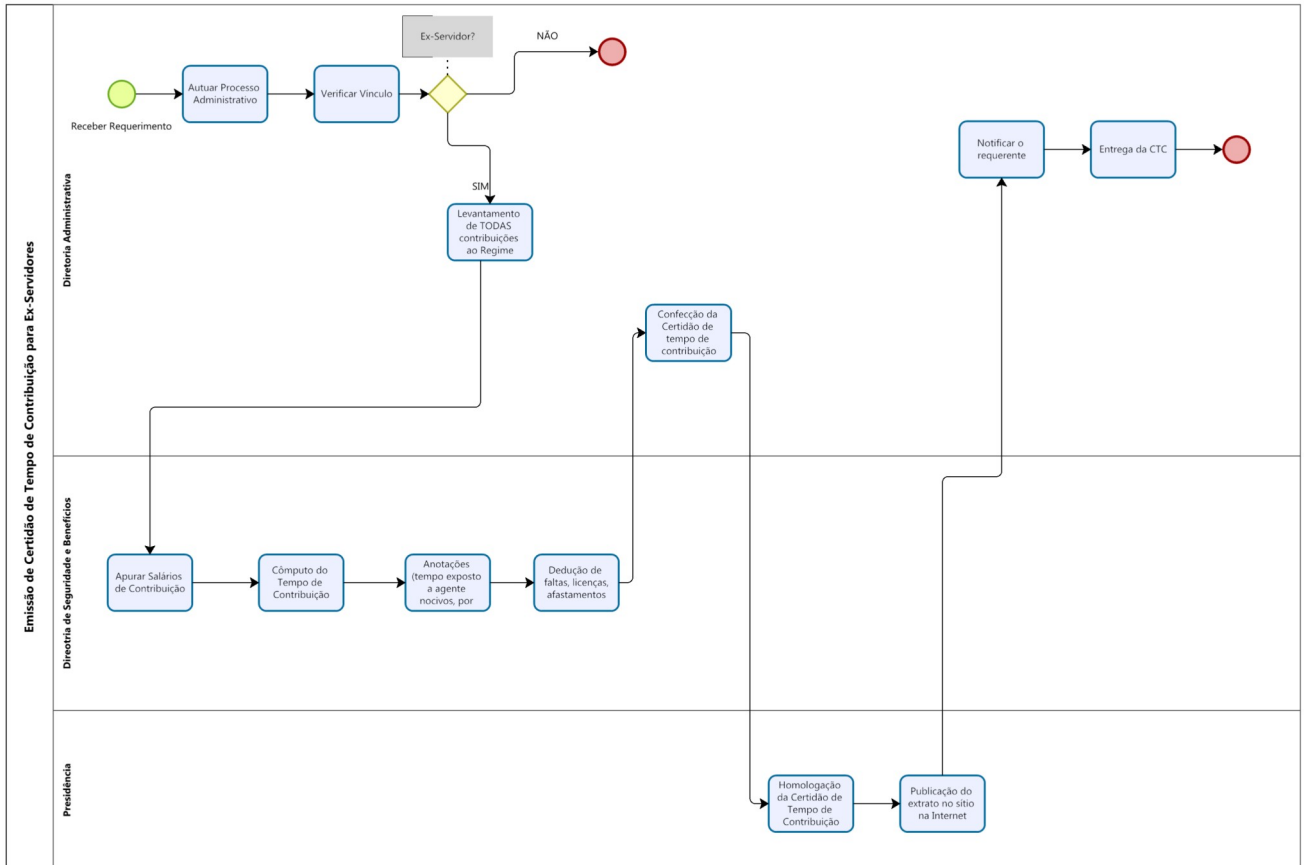 Emissão de Certidão de Tempo de Contribuição para Ex-Servidores
Diretoria Administrativa
Receber Requerimento
Autuar Processo
Administrativo
Verificar Vínculo
Ex-Servidor?
NÃO
SIM
Levantamento
de TODAS
contribuições
ao Regime
Confecção da
Certidão de
tempo de
contribuição
Notificar o
requerente
Entrega da CTC
Direotria de Seguridade e Benefícios
Apurar Salários
de Contribuição
Cômputo do
Tempo de
Contribuição
Anotações
(tempo exposto
a agente
nocivos, por
Dedução de
faltas, licenças,
afastamentos
Presidência
Homologação
da Certidão de
Tempo de
Contribuição
Publicação do
extrato no sítio
na Internet